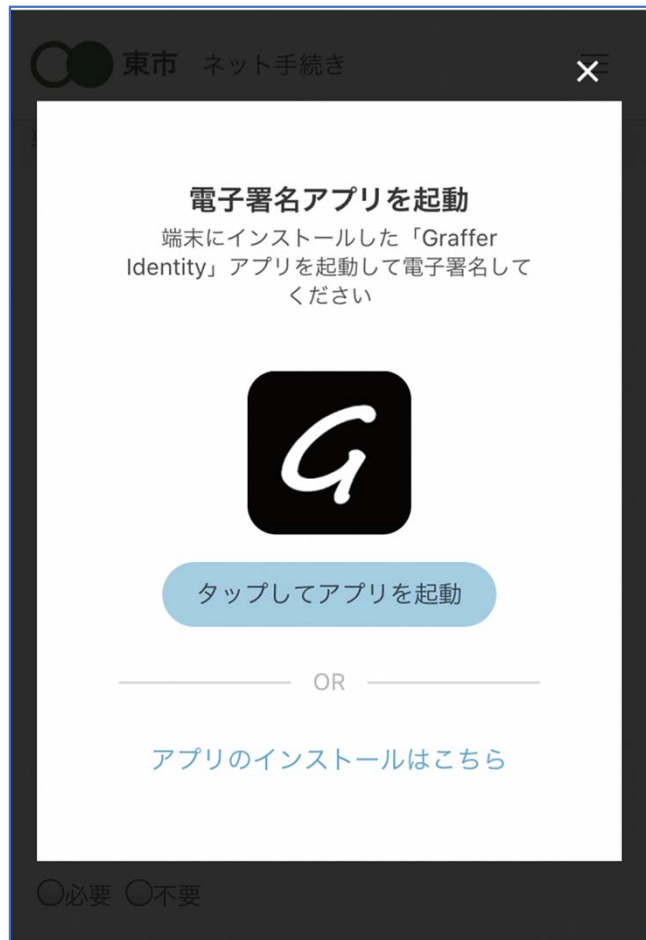 東市 ネット手続き
電子署名アプリを起動
端末にインストールした「Graffer
Identity」アプリを起動して電子署名して
ください
G
タップしてアプリを起動
OR
アプリのインストールはこちら
〇必要 〇不要